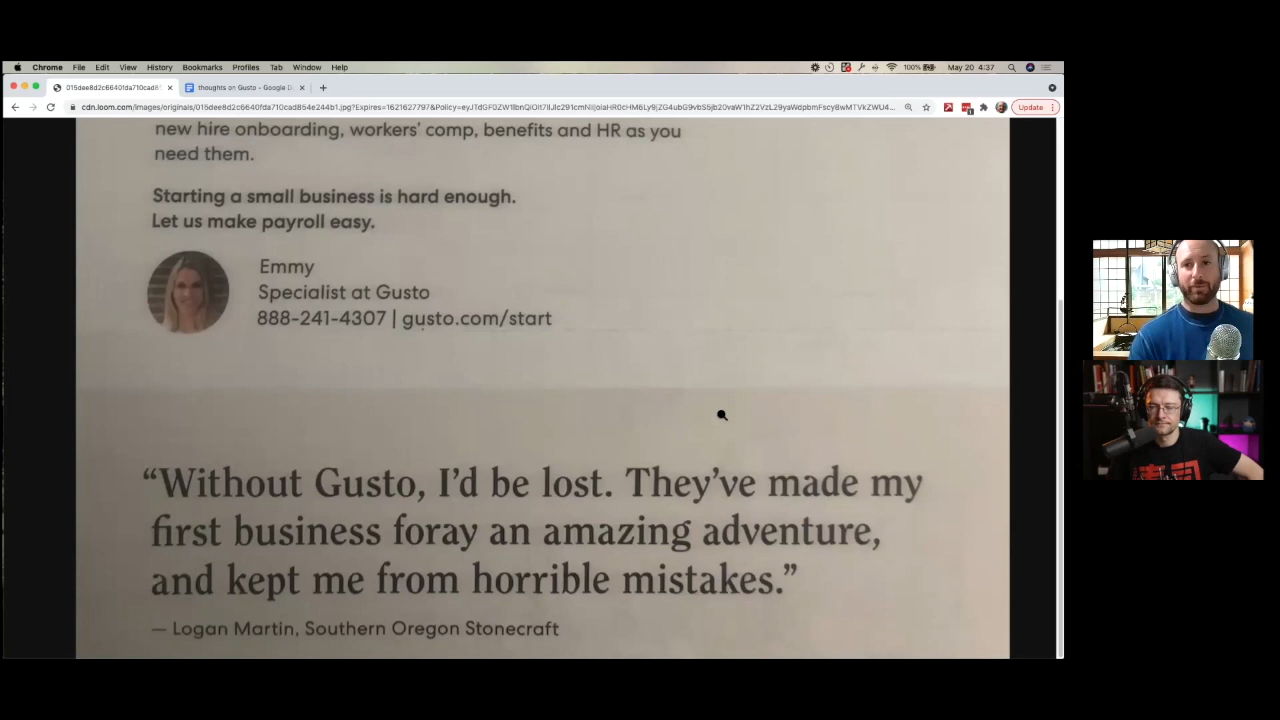 Chrome File Edit View History Bookmarks Profiles Tab Window Help
100% May 20 4:37
thoughts on Gusto - Google D
Update
new hire onboarding, workers' comp, benefits and HR as you
need them.
Starting a small business is hard enough.
Let us make payroll easy.
Emmy
Specialist at Gusto
888-241-4307 | gusto.com/start
“Without Gusto, I’d be lost. They’ve made my
first business foray an amazing adventure,
and kept me from horrible mistakes.”
— Logan Martin, Southern Oregon Stonecraft